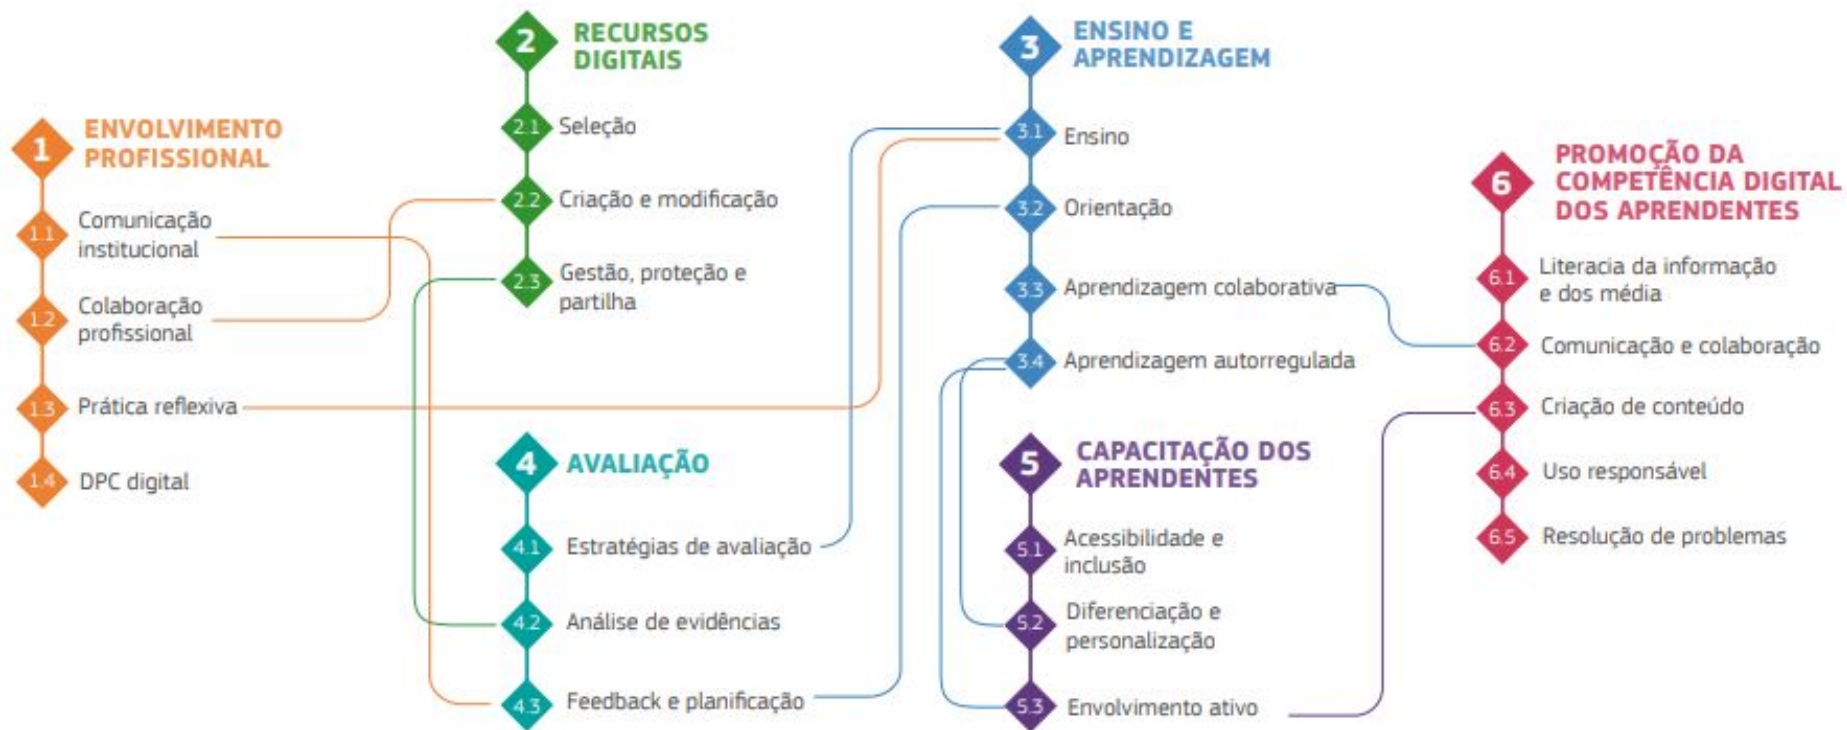 1
ENVOLVIMENTO
PROFISSIONAL
1.1
Comunicação
institucional
1.2
Colaboração
profissional
1.3
Prática reflexiva
1.4
DPC digital
2
RECURSOS
DIGITAIS
2.1
Seleção
2.2
Criação e modificação
2.3
Gestão, proteção e
partilha
3
ENSINO E
APRENDIZAGEM
3.1
Ensino
3.2
Orientação
3.3
Aprendizagem colaborativa
3.4
Aprendizagem autorregulada
4
AVALIAÇÃO
4.1
Estratégias de avaliação
4.2
Análise de evidências
4.3
Feedback e planificação
5
CAPACITAÇÃO DOS
APRENDENTES
5.1
Acessibilidade e
inclusão
5.2
Diferenciação e
personalização
5.3
Envolvimento ativo
6
PROMOÇÃO DA
COMPETÊNCIA DIGITAL
DOS APRENDENTES
6.1
Literacia da informação
e dos média
6.2
Comunicação e colaboração
6.3
Criação de conteúdo
6.4
Uso responsável
6.5
Resolução de problemas